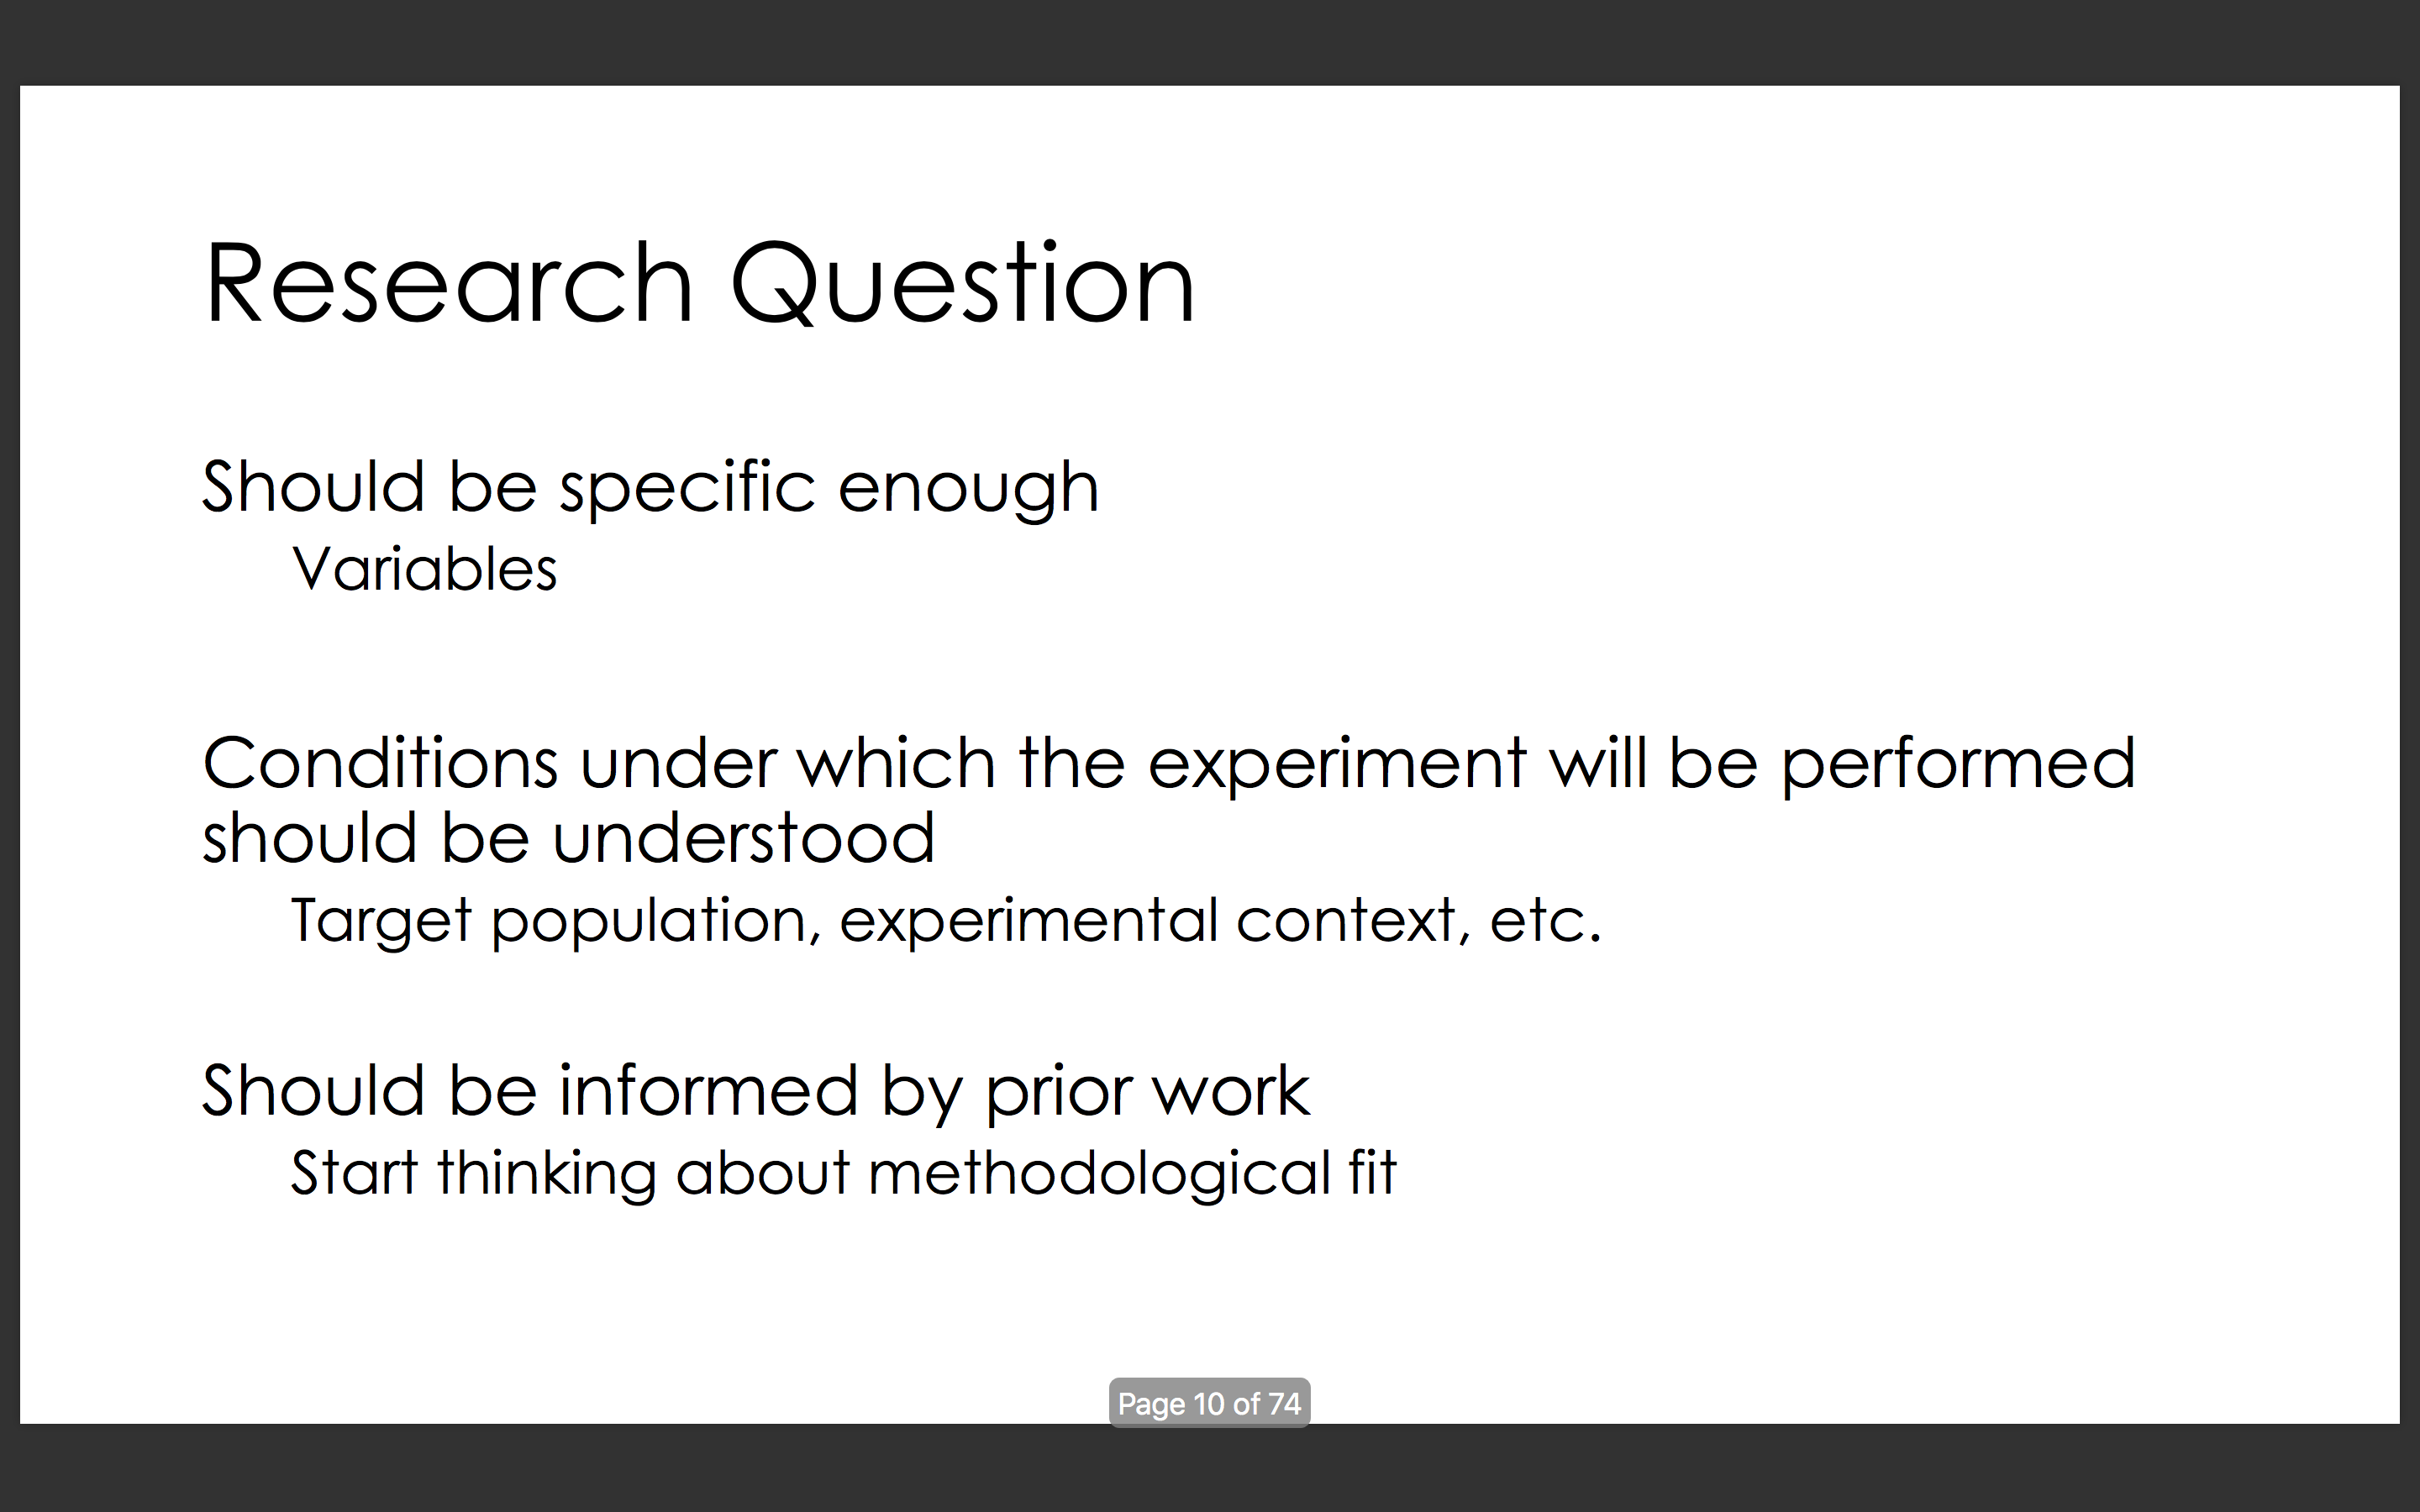 Research Question
Should be specific enough
Variables
Conditions under which the experiment will be performed
should be understood
Target population, experimental context, etc.
Should be informed by prior work
Start thinking about methodological fit
Page 10 of 74